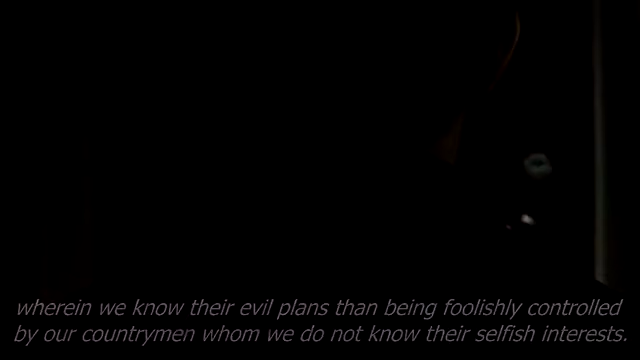 wherein we know their evil plans than being foolishly controlled
by our countrymen whom we do not know their selfish interests.